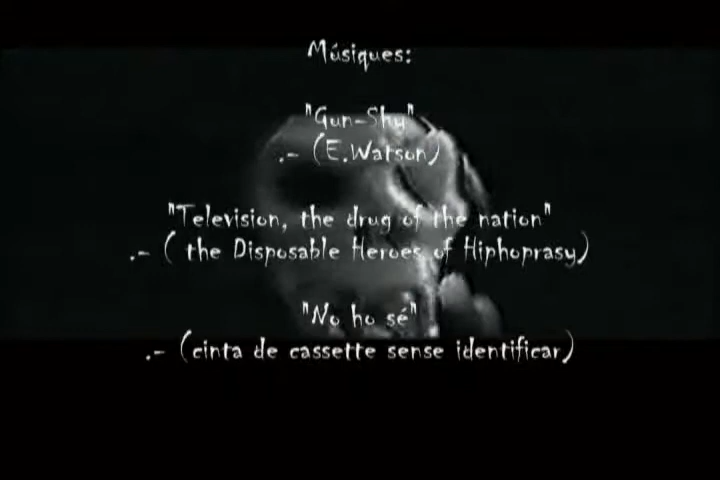 Músiques:
"Gun-Shy"
.- (E.Watson)
"Television, the drug of the nation"
.- ( the Disposable Heroes of Hiphoprasy)
"No ho sé"
.- (cinta de cassette sense identificar)